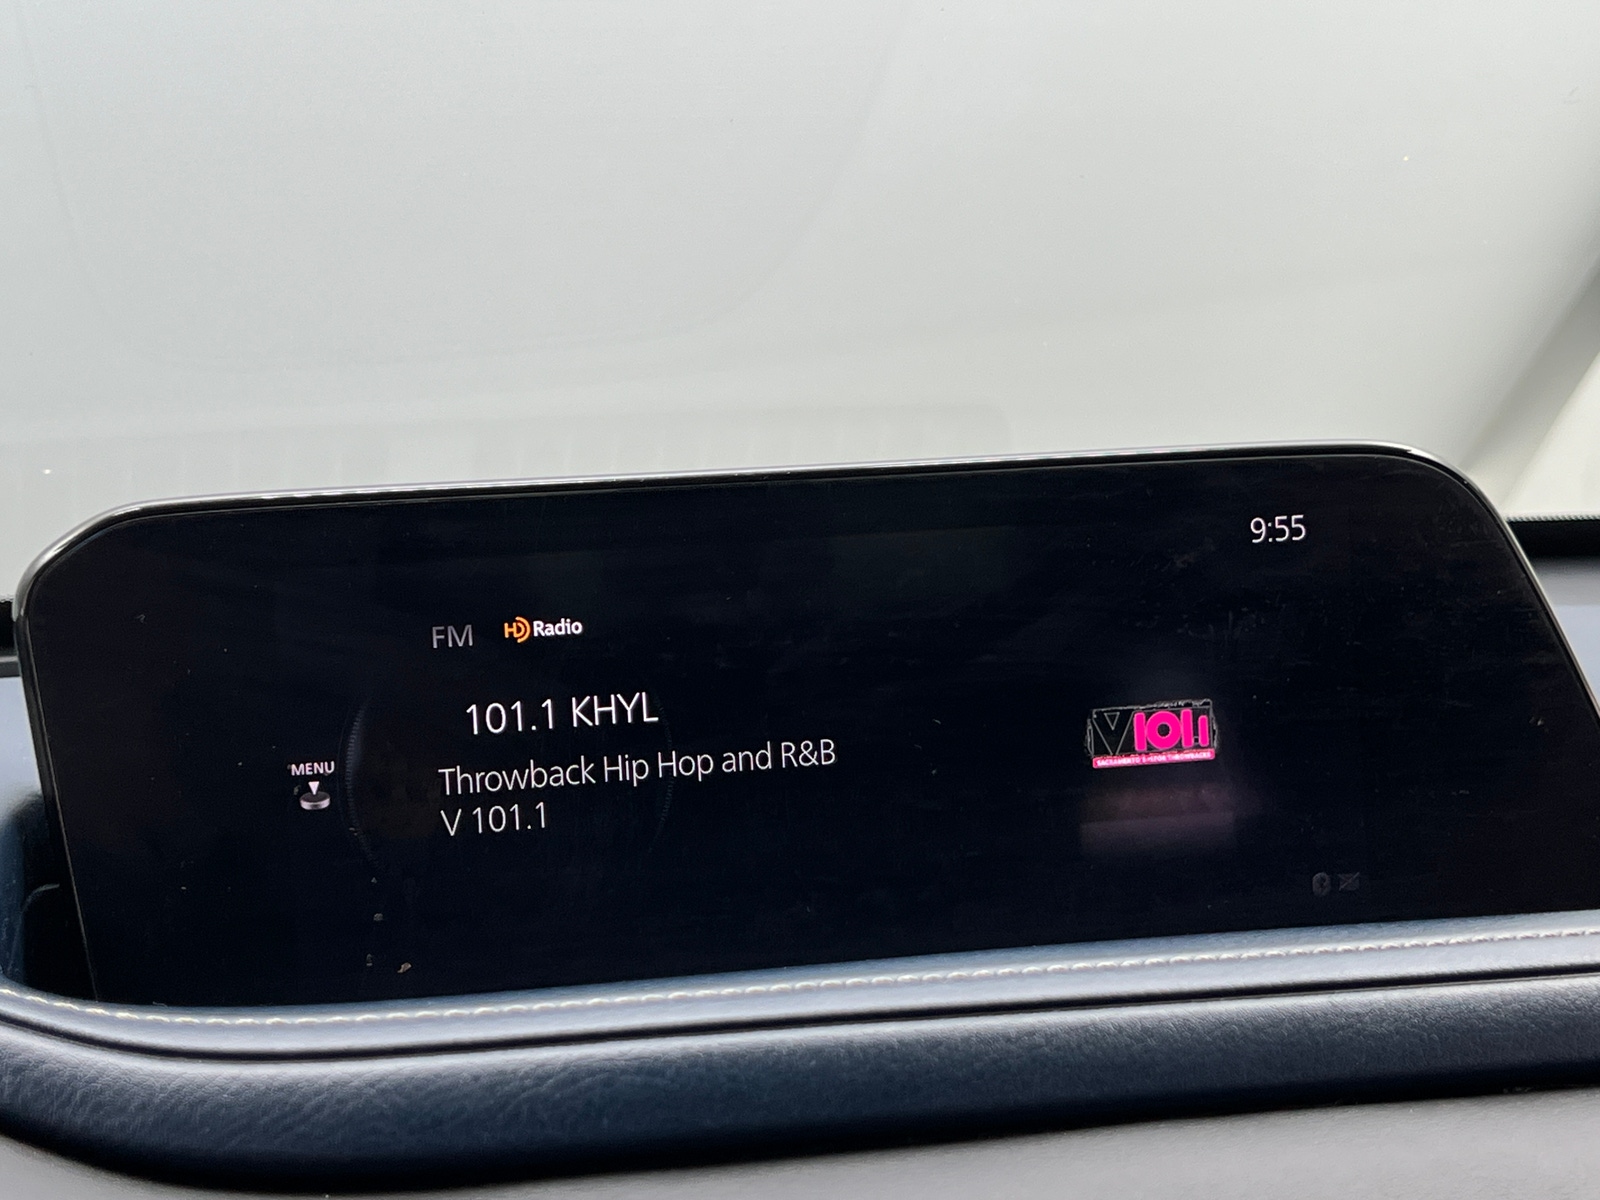 9:55
FM HD Radio
101.1 KHYL
MENU
Throwback Hip Hop and R&B
V 101.1
V101.1